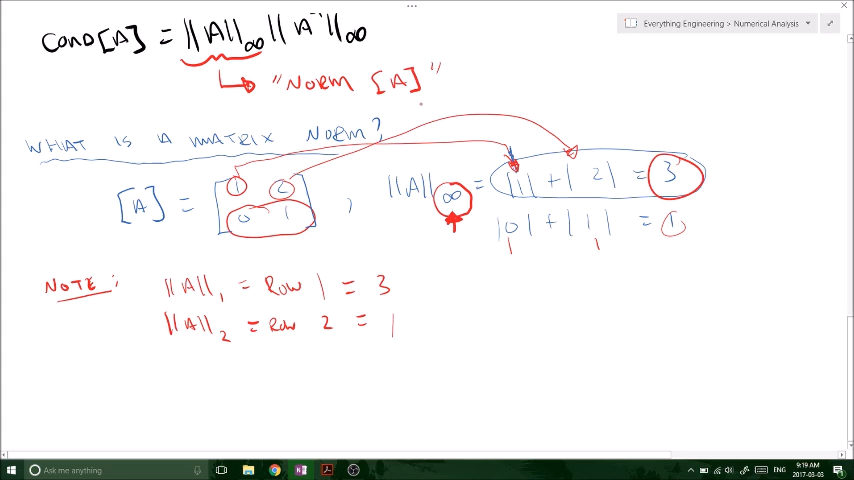 Everything Engineering > Numerical Analysis
COND[A] = ||A||∞ ||A⁻¹||∞
"NORM [A]"
WHAT IS A MATRIX NORM?
[A] = [1 2
0 1] , ||A||∞ = |1| + |2| = 3
|0| + |1| = 1
NOTE: ||A||₁ = ROW 1 = 3
||A||₂ = ROW 2 = 1
Ask me anything
ENG
9:19 AM
2017-03-03